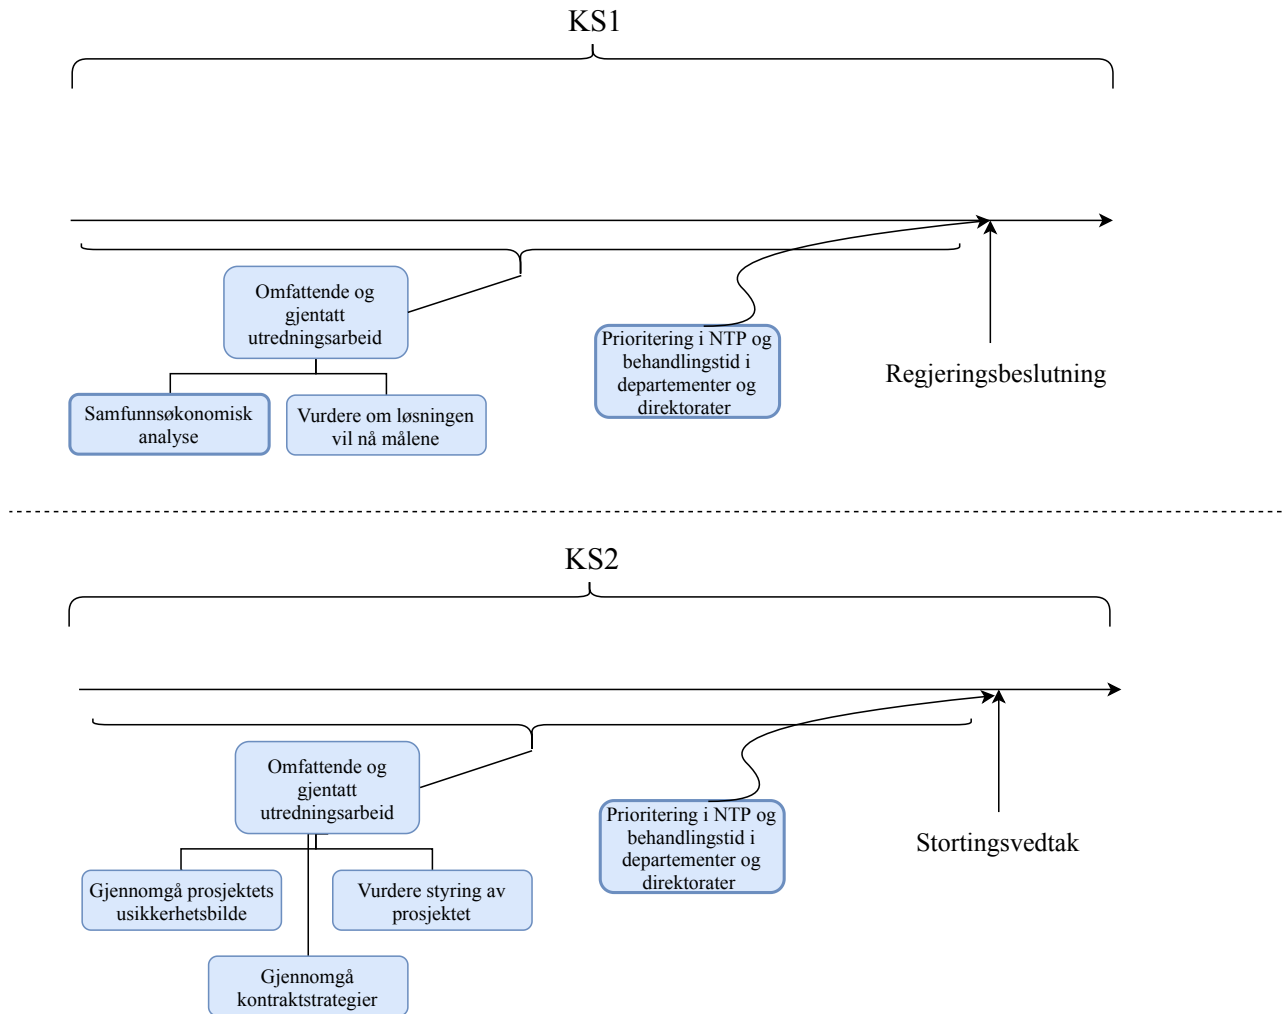 KS1
Omfattende og
gjentatt
utredningsarbeid
Samfunnsøkonomisk
analyse
Vurdere om løsningen
vil nå målene
Prioritering i NTP og
behandlingstid i
departementer og
direktorater
Regjeringsbeslutning
KS2
Omfattende og
gjentatt
utredningsarbeid
Gjennomgå prosjektets
usikkerhetsbilde
Vurdere styring av
prosjektet
Gjennomgå
kontraktstrategier
Prioritering i NTP og
behandlingstid i
departementer og
direktorater
Stortingsvedtak